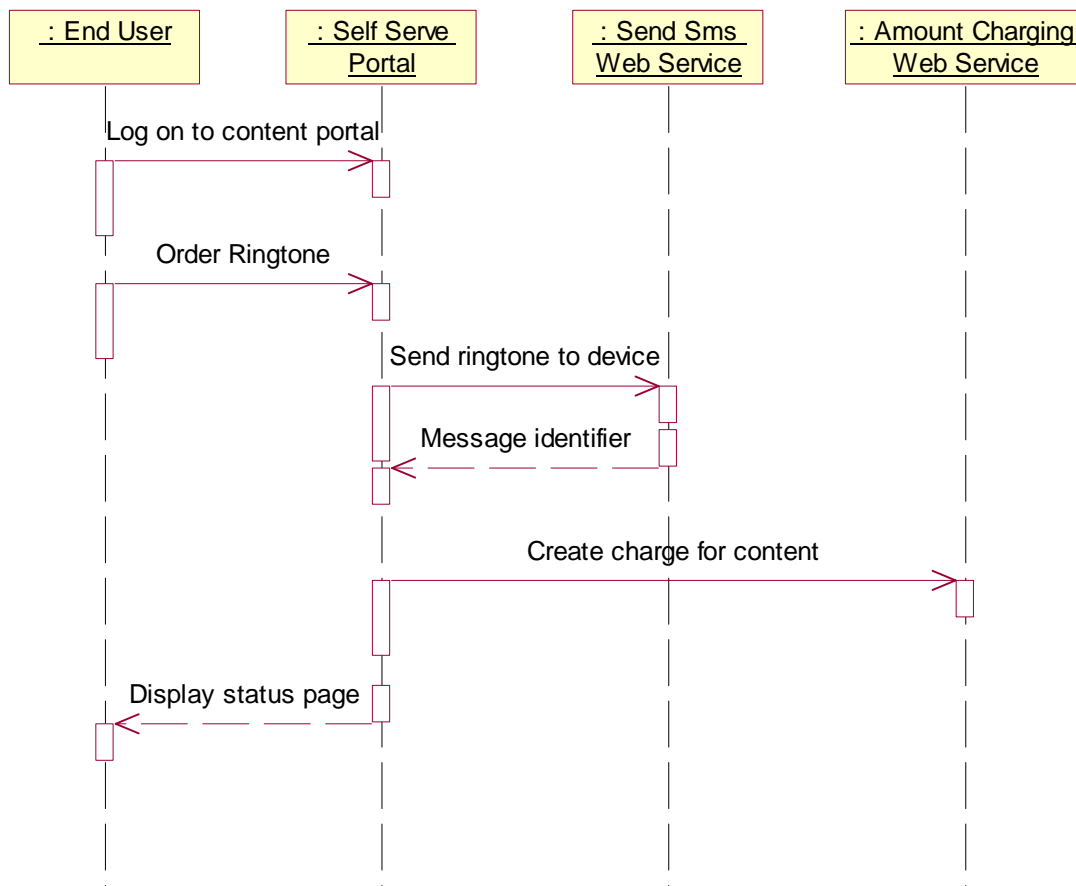 : End User
: Self Serve
Portal
: Send Sms
Web Service
: Amount Charging
Web Service
Log on to content portal
Order Ringtone
Send ringtone to device
Message identifier
Create charge for content
Display status page